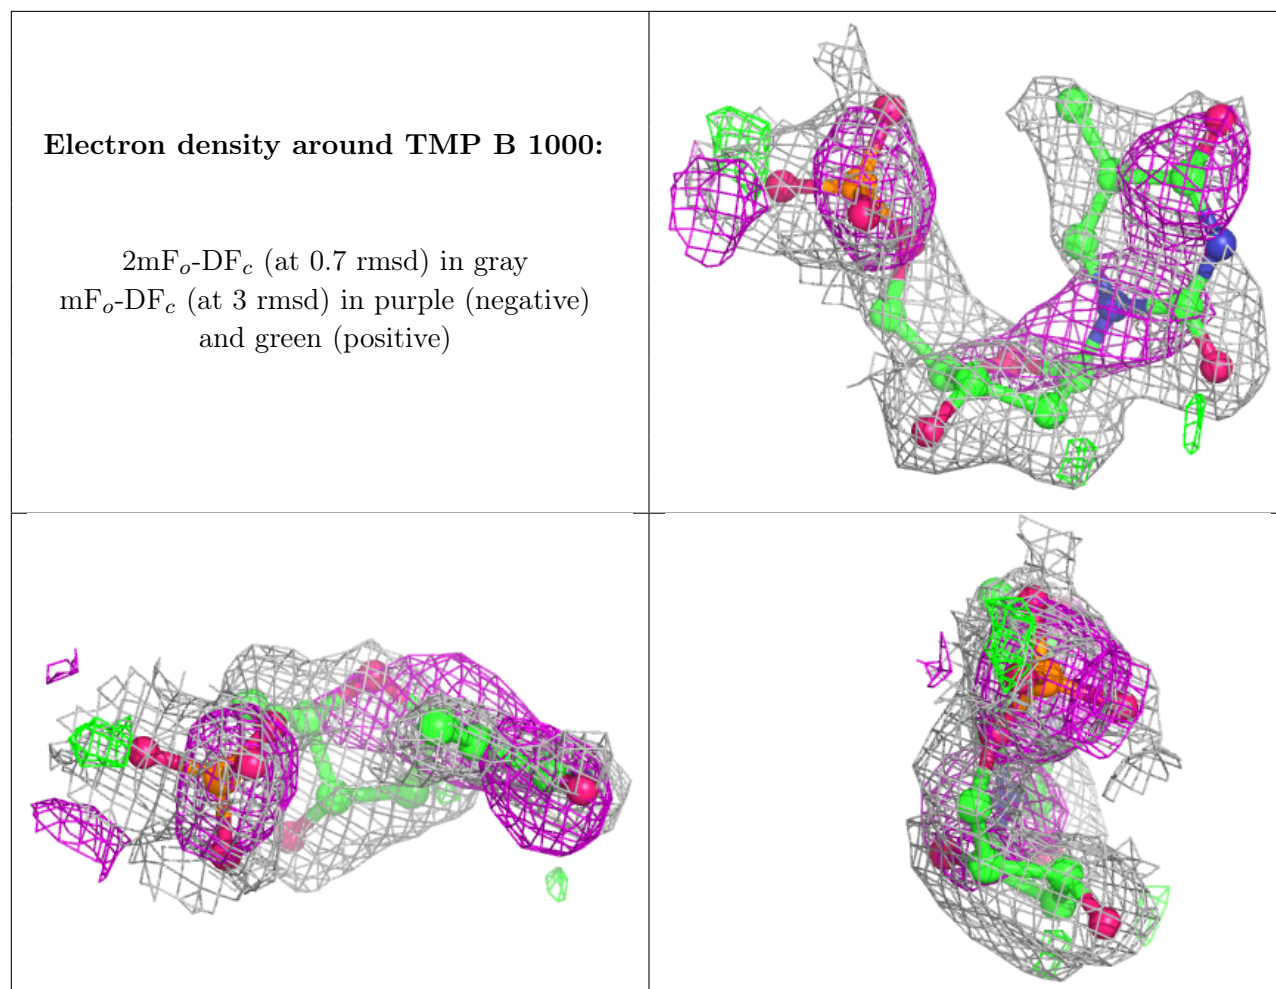 Electron density around TMP B 1000:
2mFo-DFc (at 0.7 rmsd) in gray
mFo-DFc (at 3 rmsd) in purple (negative)
and green (positive)